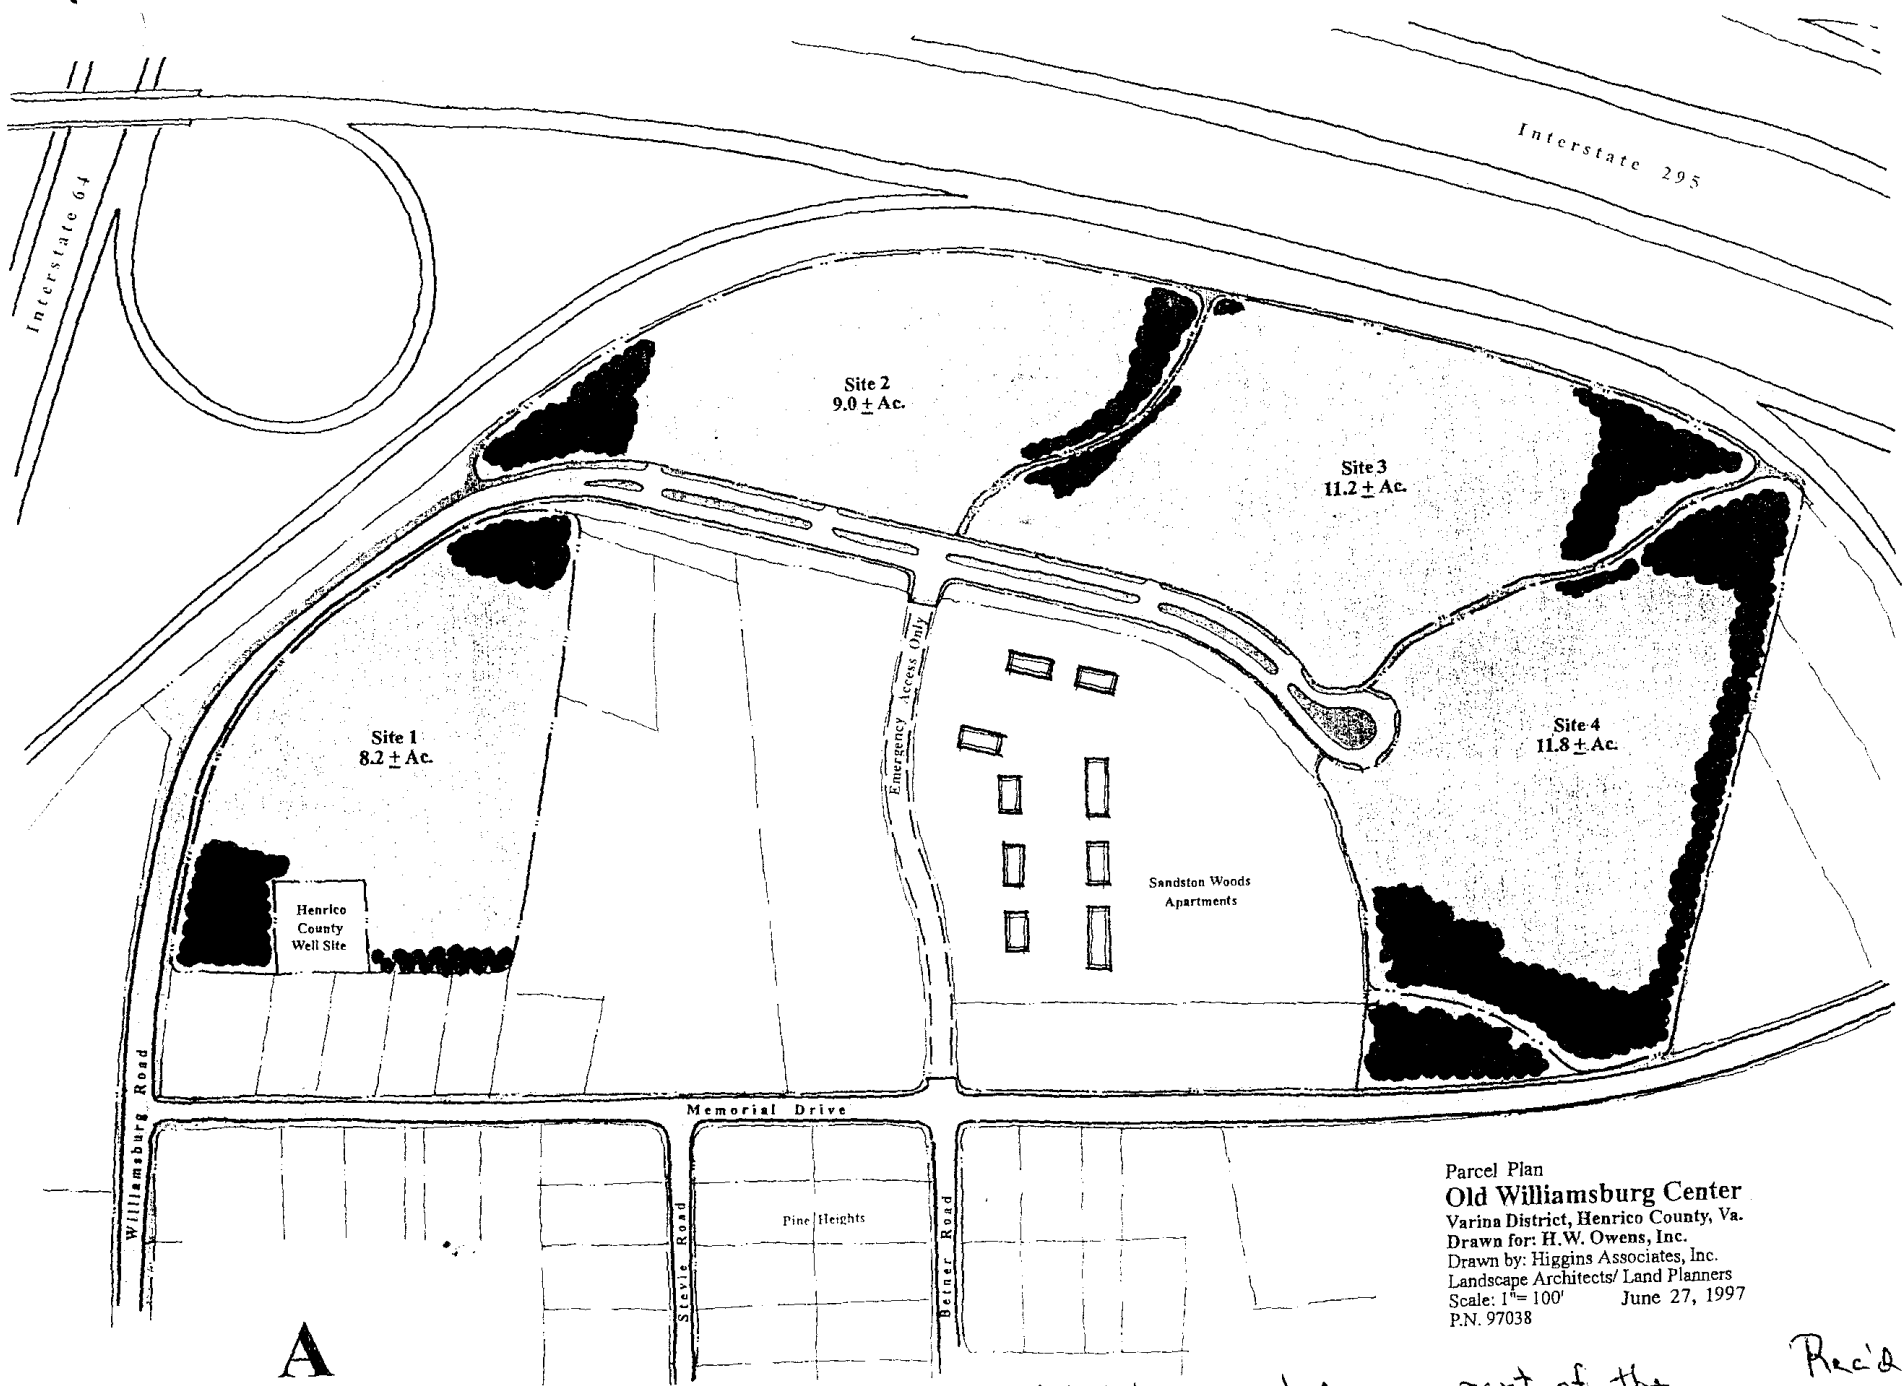 Interstate 295
Interstate 64
Site 2
9.0 ± Ac.
Site 3
11.2 ± Ac.
Emergency Access Only
Site 1
8.2 ± Ac.
Site 4
11.8 ± Ac.
Sandston Woods
Apartments
Henrico
County
Well Site
Williamsburg Road
Memorial Drive
Stevie Road
Pine Heights
Betner Road
Parcel Plan
Old Williamsburg Center
Varina District, Henrico County, Va.
Drawn for: H.W. Owens, Inc.
Drawn by: Higgins Associates, Inc.
Landscape Architects/ Land Planners
Scale: 1"= 100' June 27, 1997
P.N. 97038
A
part of the
Rec'd